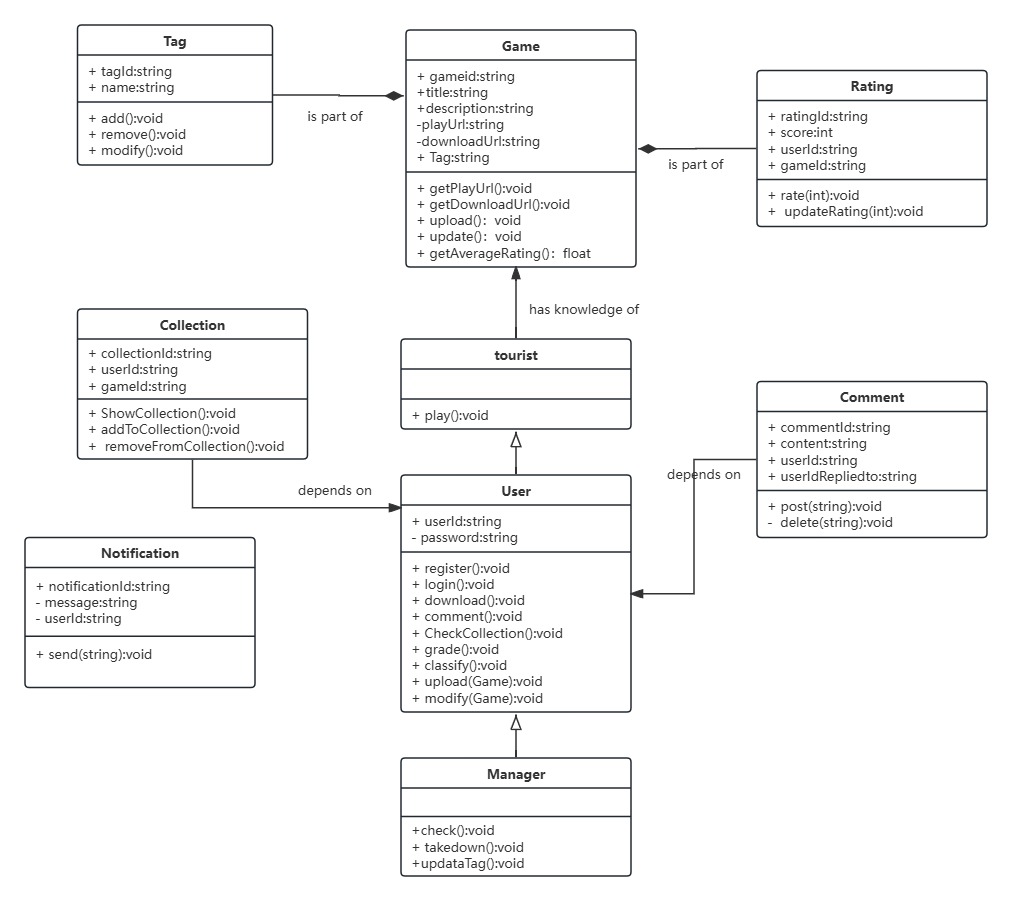 Tag
+ tagId:string
+ name:string
+ add():void
+ remove():void
+ modify():void
is part of
Game
+ gameid:string
+title:string
+description:string
-playUrl:string
-downloadUrl:string
+ Tag:string
+ getPlayUrl():void
+ getDownloadUrl():void
+ upload()： void
+ update()： void
+ getAverageRating()： float
Rating
+ ratingId:string
+ score:int
+ userId:string
+ gameId:string
+ rate(int):void
+ updateRating(int):void
is part of
has knowledge of
Collection
+ collectionId:string
+ userId:string
+ gameId:string
+ ShowCollection():void
+ addToCollection():void
+ removeFromCollection():void
tourist
+ play():void
Comment
+ commentId:string
+ content:string
+ userId:string
+ userIdRepliedto:string
+ post(string):void
- delete(string):void
depends on
depends on
User
+ userId:string
- password:string
+ register():void
+ login():void
+ download():void
+ comment():void
+ CheckCollection():void
+ grade():void
+ classify():void
+ upload(Game):void
+ modify(Game):void
Notification
+ notificationId:string
- message:string
- userId:string
+ send(string):void
Manager
+check():void
+ takedown():void
+updataTag():void